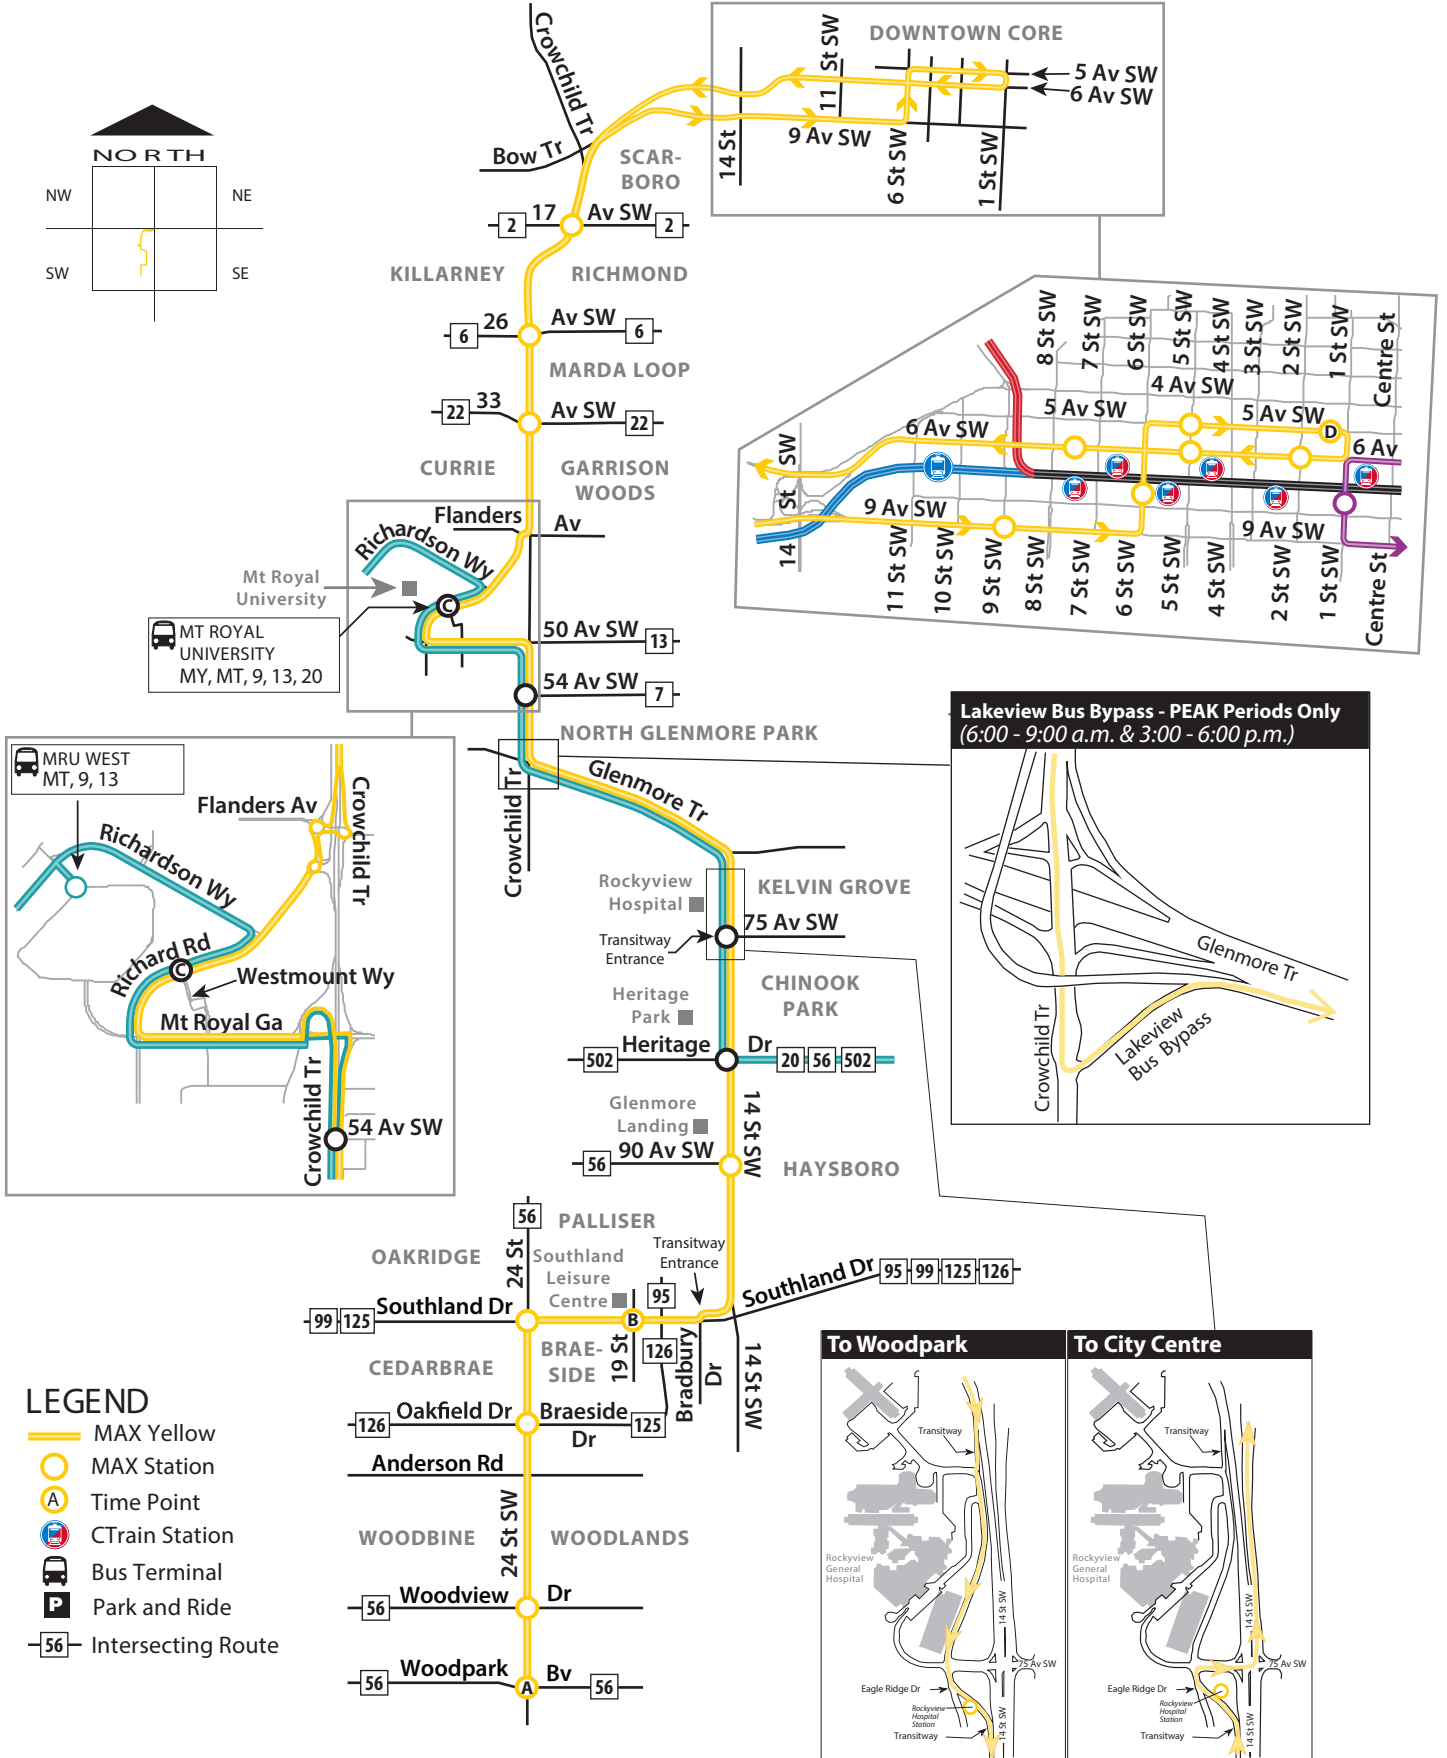 NORTH
NW
NE
SW
SE
Crowchild Tr
Bow Tr
SCAR-
BORO
DOWNTOWN CORE
11 St SW
14 St
9 Av SW
6 St SW
1 St SW
5 Av SW
6 Av SW
2
17
Av SW
2
KILLARNEY
RICHMOND
6
26
Av SW
6
MARDA LOOP
22
33
Av SW
22
CURRIE
GARRISON
WOODS
Flanders
Av
Richardson Wy
Mt Royal
University
C
MT ROYAL
UNIVERSITY
MY, MT, 9, 13, 20
50 Av SW
13
54 Av SW
7
NORTH GLENMORE PARK
8 St SW
7 St SW
6 St SW
5 St SW
4 St SW
3 St SW
2 St SW
1 St SW
Centre St
4 Av SW
5 Av SW
5 Av SW
D
6 Av SW
6 Av
14 St SW
9 Av SW
9 Av SW
11 St SW
10 St SW
9 St SW
8 St SW
7 St SW
6 St SW
5 St SW
4 St SW
2 St SW
1 St SW
Centre St
Lakeview Bus Bypass - PEAK Periods Only
(6:00 - 9:00 a.m. & 3:00 - 6:00 p.m.)
Glenmore Tr
Crowchild Tr
Lakeview
Bus Bypass
MRU WEST
MT, 9, 13
Flanders Av
Crowchild Tr
Richardson Wy
Richard Rd
C
Westmount Wy
Mt Royal Ga
Crowchild Tr
54 Av SW
Crowchild Tr
Glenmore Tr
Rockyview
Hospital
KELVIN GROVE
75 Av SW
Transitway
Entrance
CHINOOK
PARK
Heritage
Park
502
Heritage
Dr
20
56
502
14 St SW
Glenmore
Landing
56
90 Av SW
HAYSBORO
56
24 St
PALLISER
OAKRIDGE
Southland
Leisure
Centre
Transitway
Entrance
95
Southland Dr
95
99
125
126
99
125
Southland Dr
B
CEDARBRAE
BRAE-
SIDE
19 St
126
Bradbury
Dr
14 St SW
126
Oakfield Dr
Braeside
Dr
125
Anderson Rd
24 St SW
WOODBINE
WOODLANDS
56
Woodview
Dr
56
Woodpark
A
Bv
56
LEGEND
MAX Yellow
MAX Station
A
Time Point
CTrain Station
Bus Terminal
P
Park and Ride
56
Intersecting Route
To Woodpark
Transitway
Rockyview
General
Hospital
14 St SW
75 Av SW
Eagle Ridge Dr
Rockyview
Hospital
Station
Transitway
14 St SW
To City Centre
Transitway
Rockyview
General
Hospital
14 St SW
75 Av SW
Eagle Ridge Dr
Rockyview
Hospital
Station
Transitway
14 St SW